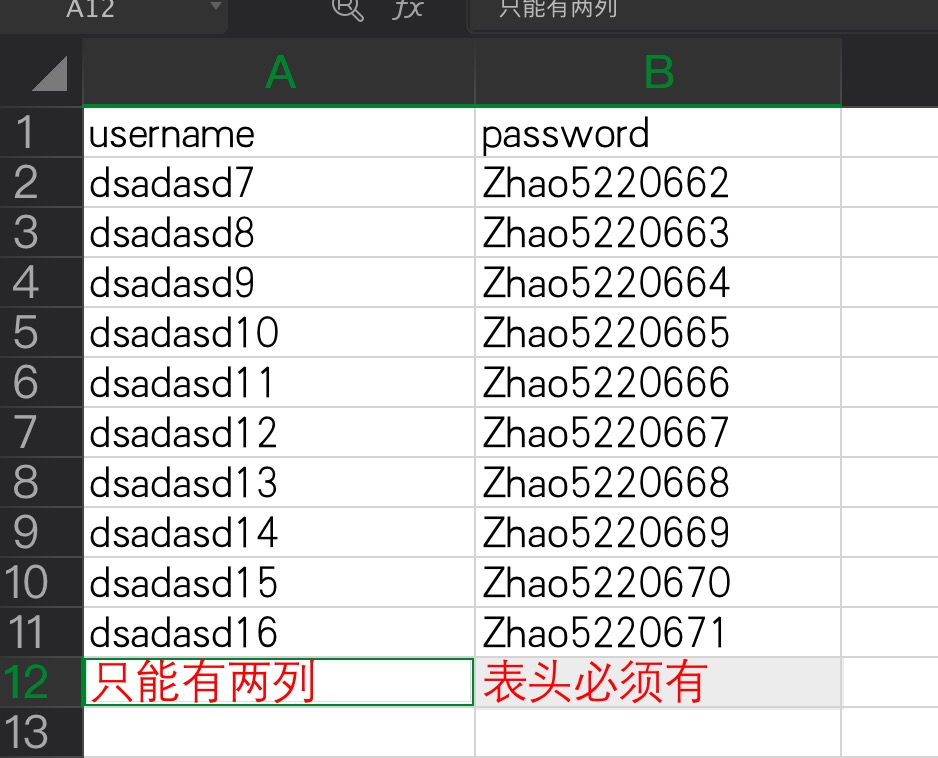 A12 fx 只能有两列
A B
1 username password
2 dsadasd7 Zhao5220662
3 dsadasd8 Zhao5220663
4 dsadasd9 Zhao5220664
5 dsadasd10 Zhao5220665
6 dsadasd11 Zhao5220666
7 dsadasd12 Zhao5220667
8 dsadasd13 Zhao5220668
9 dsadasd14 Zhao5220669
10 dsadasd15 Zhao5220670
11 dsadasd16 Zhao5220671
12 只能有两列 表头必须有
13